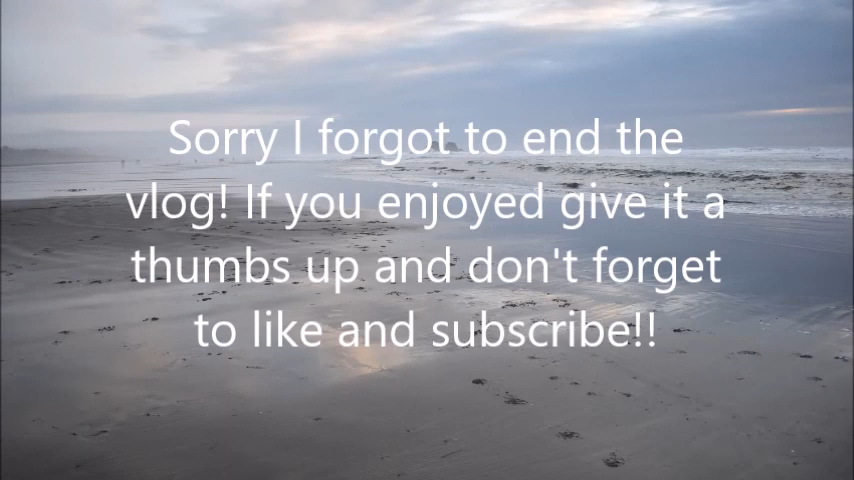 Sorry I forgot to end the
vlog! If you enjoyed give it a
thumbs up and don't forget
to like and subscribe!!